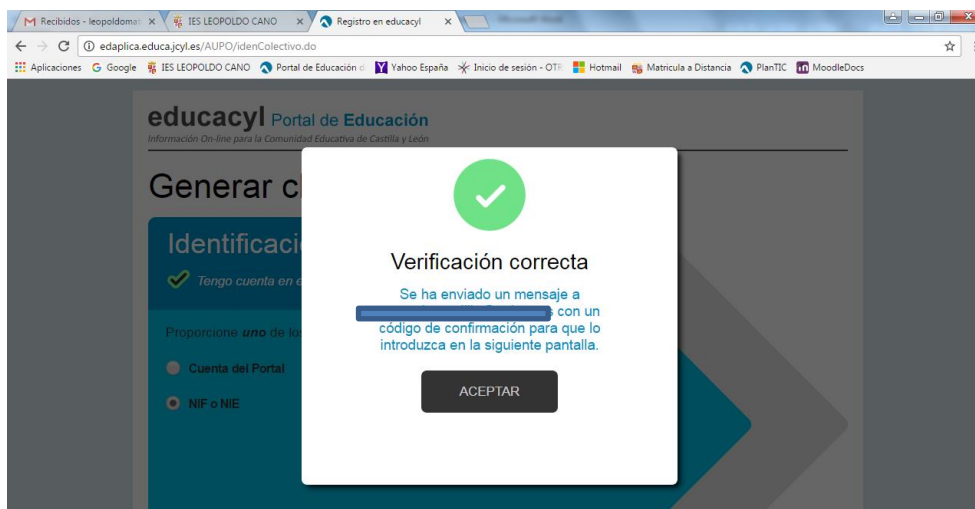 Recibidos - leopoldomat
IES LEOPOLDO CANO
Registro en educacyl
edaplica.educa.jcyl.es/AUPO/idenColectivo.do
Aplicaciones Google IES LEOPOLDO CANO Portal de Educación d Yahoo España Inicio de sesión - OTR Hotmail Matricula a Distancia PlanTIC MoodleDocs
educacyl Portal de Educación
Información On-line para la Comunidad Educativa de Castilla y León
Generar cl
Identificaci
Tengo cuenta en e
Proporcione uno de lo
Cuenta del Portal
NIF o NIE
Verificación correcta
Se ha enviado un mensaje a
con un
código de confirmación para que lo
introduzca en la siguiente pantalla.
ACEPTAR